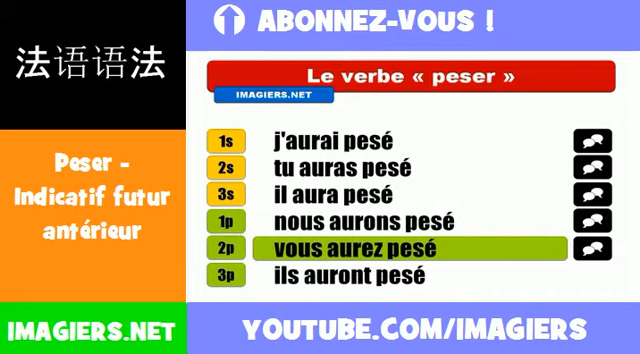 法语语法
Peser -
Indicatif futur
antérieur
IMAGIERS.NET
ABONNEZ-VOUS !
Le verbe « peser »
IMAGIERS.NET
1s j'aurai pesé
2s tu auras pesé
3s il aura pesé
1p nous aurons pesé
2p vous aurez pesé
3p ils auront pesé
YOUTUBE.COM/IMAGIERS